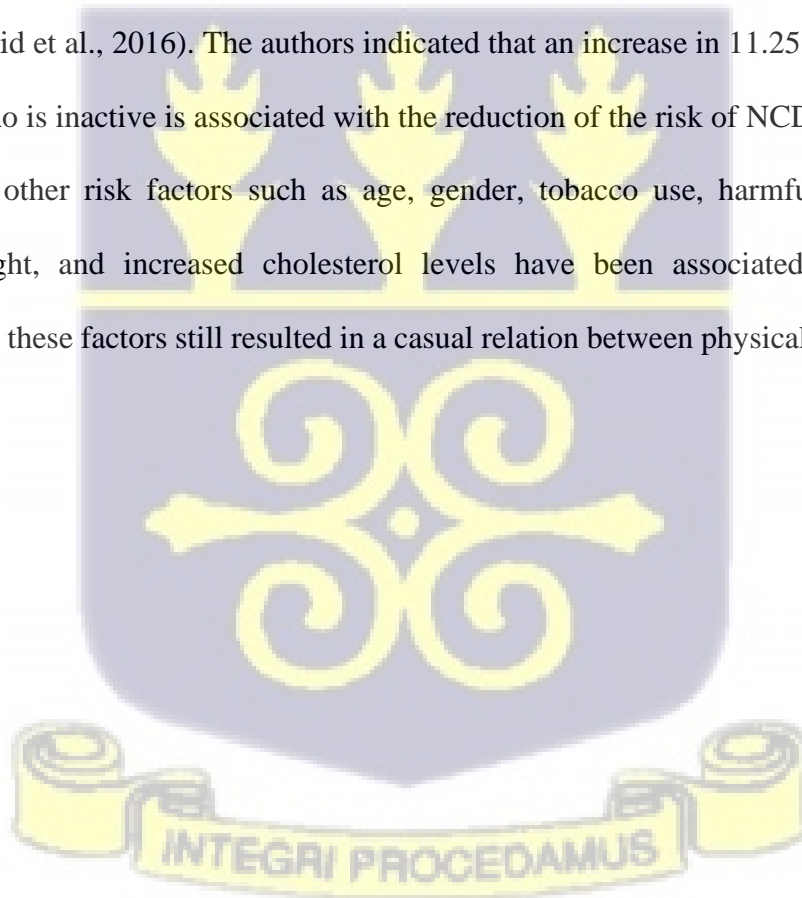 id et al., 2016). The authors indicated that an increase in 11.25
o is inactive is associated with the reduction of the risk of NCD
other risk factors such as age, gender, tobacco use, harmfu
ght, and increased cholesterol levels have been associated
these factors still resulted in a casual relation between physical
INTEGRI PROCEDAMUS